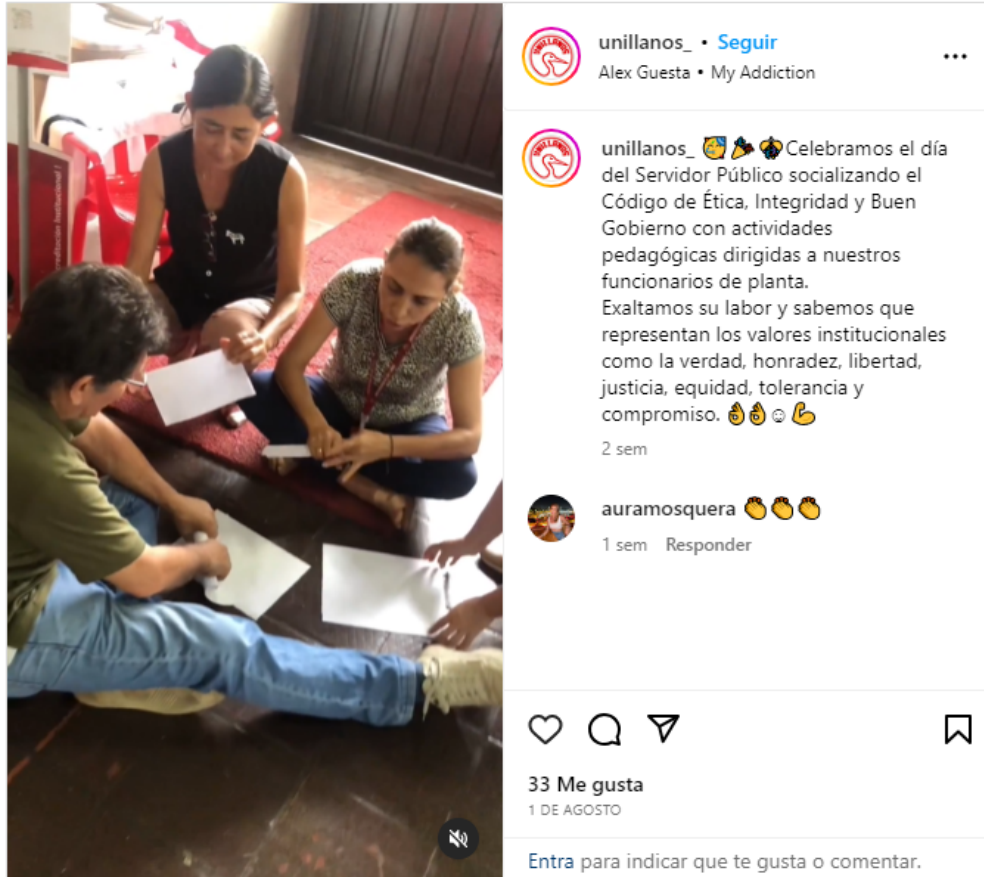 unillanos_ • Seguir
Alex Guesta • My Addiction
UNILLANOS
unillanos_ 🥳🎉🪅Celebramos el día
del Servidor Público socializando el
Código de Ética, Integridad y Buen
Gobierno con actividades
pedagógicas dirigidas a nuestros
funcionarios de planta.
Exaltamos su labor y sabemos que
representan los valores institucionales
como la verdad, honradez, libertad,
justicia, equidad, tolerancia y
compromiso. 👌👌☺💪
2 sem
auramosquera 👏👏👏
1 sem Responder
33 Me gusta
1 DE AGOSTO
Entra para indicar que te gusta o comentar.
Institucional